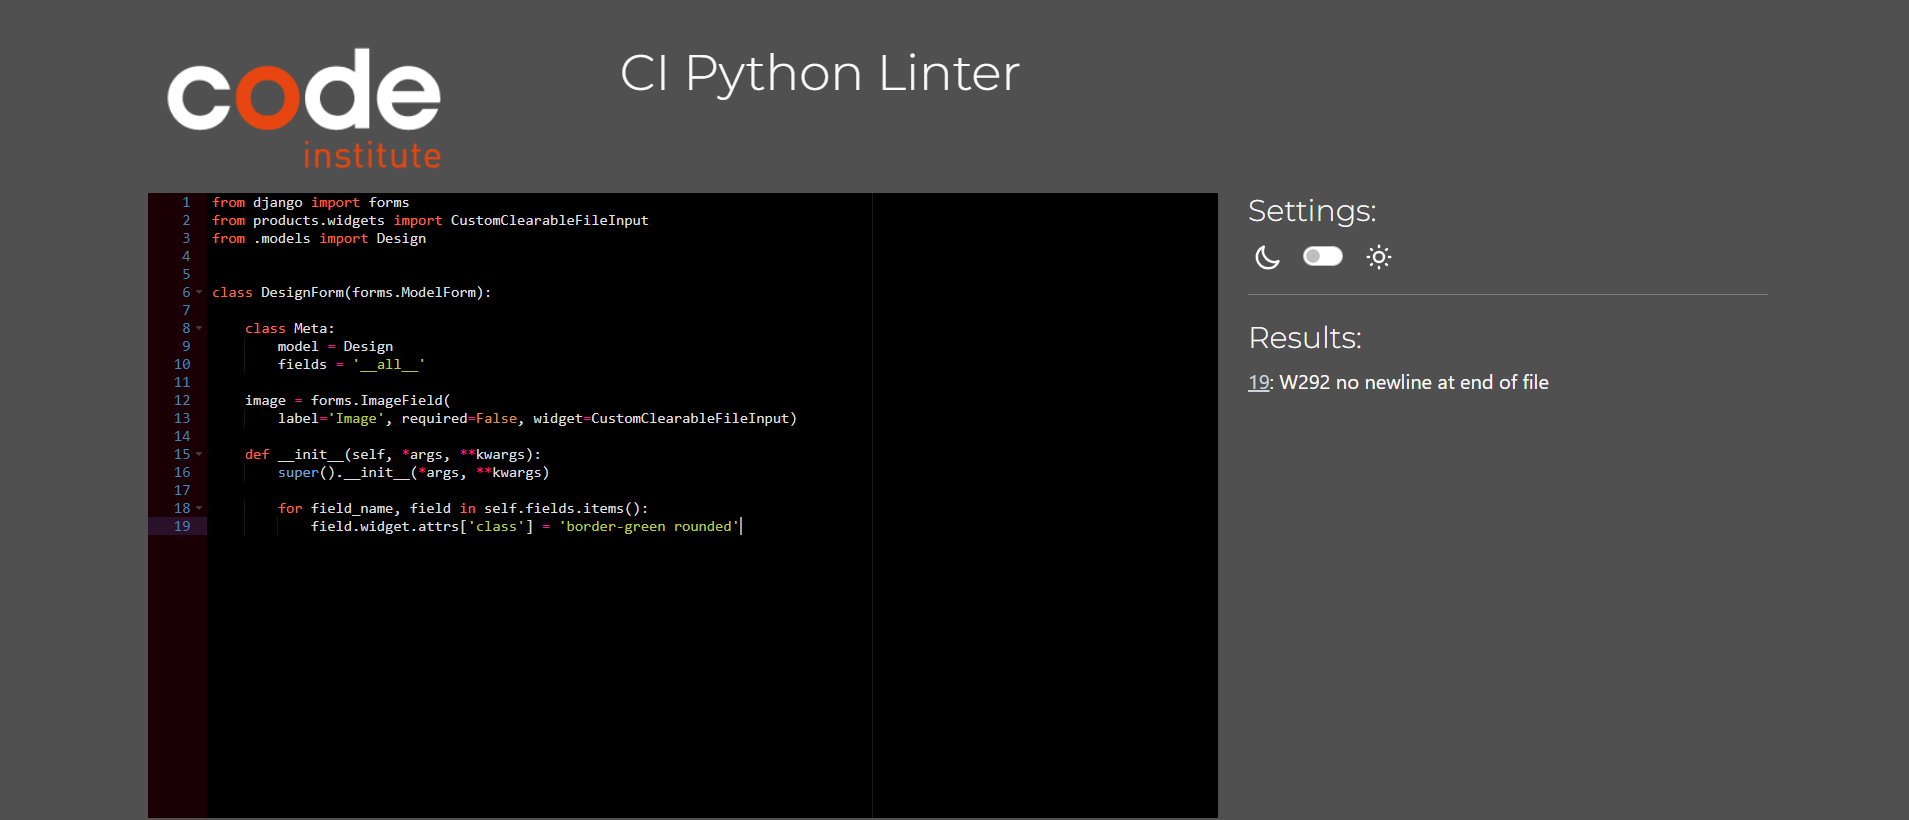 code
institute
CI Python Linter
1 from django import forms
2 from products.widgets import CustomClearableFileInput
3 from .models import Design
4
5
6 class DesignForm(forms.ModelForm):
7
8     class Meta:
9         model = Design
10         fields = '__all__'
11
12     image = forms.ImageField(
13         label='Image', required=False, widget=CustomClearableFileInput)
14
15     def __init__(self, *args, **kwargs):
16         super().__init__(*args, **kwargs)
17
18         for field_name, field in self.fields.items():
19             field.widget.attrs['class'] = 'border-green rounded'
Settings:
Results:
19: W292 no newline at end of file